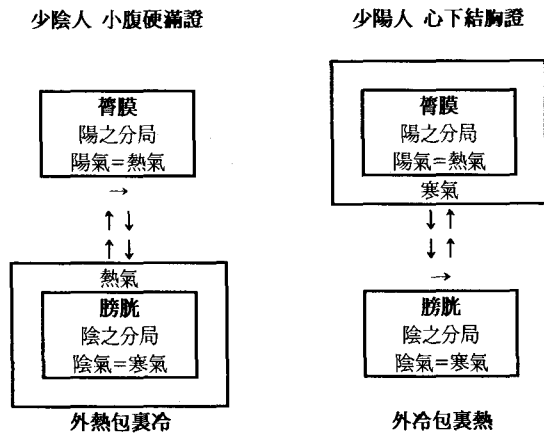 少陰人 小腹硬滿證
膂膜
陽之分局
陽氣=熱氣
→
↑↓
↑↓
熱氣
膀胱
陰之分局
陰氣=寒氣
外熱包裏冷
少陽人 心下結胸證
膂膜
陽之分局
陽氣=熱氣
寒氣
↓↑
↓↑
→
膀胱
陰之分局
陰氣=寒氣
外冷包裏熱